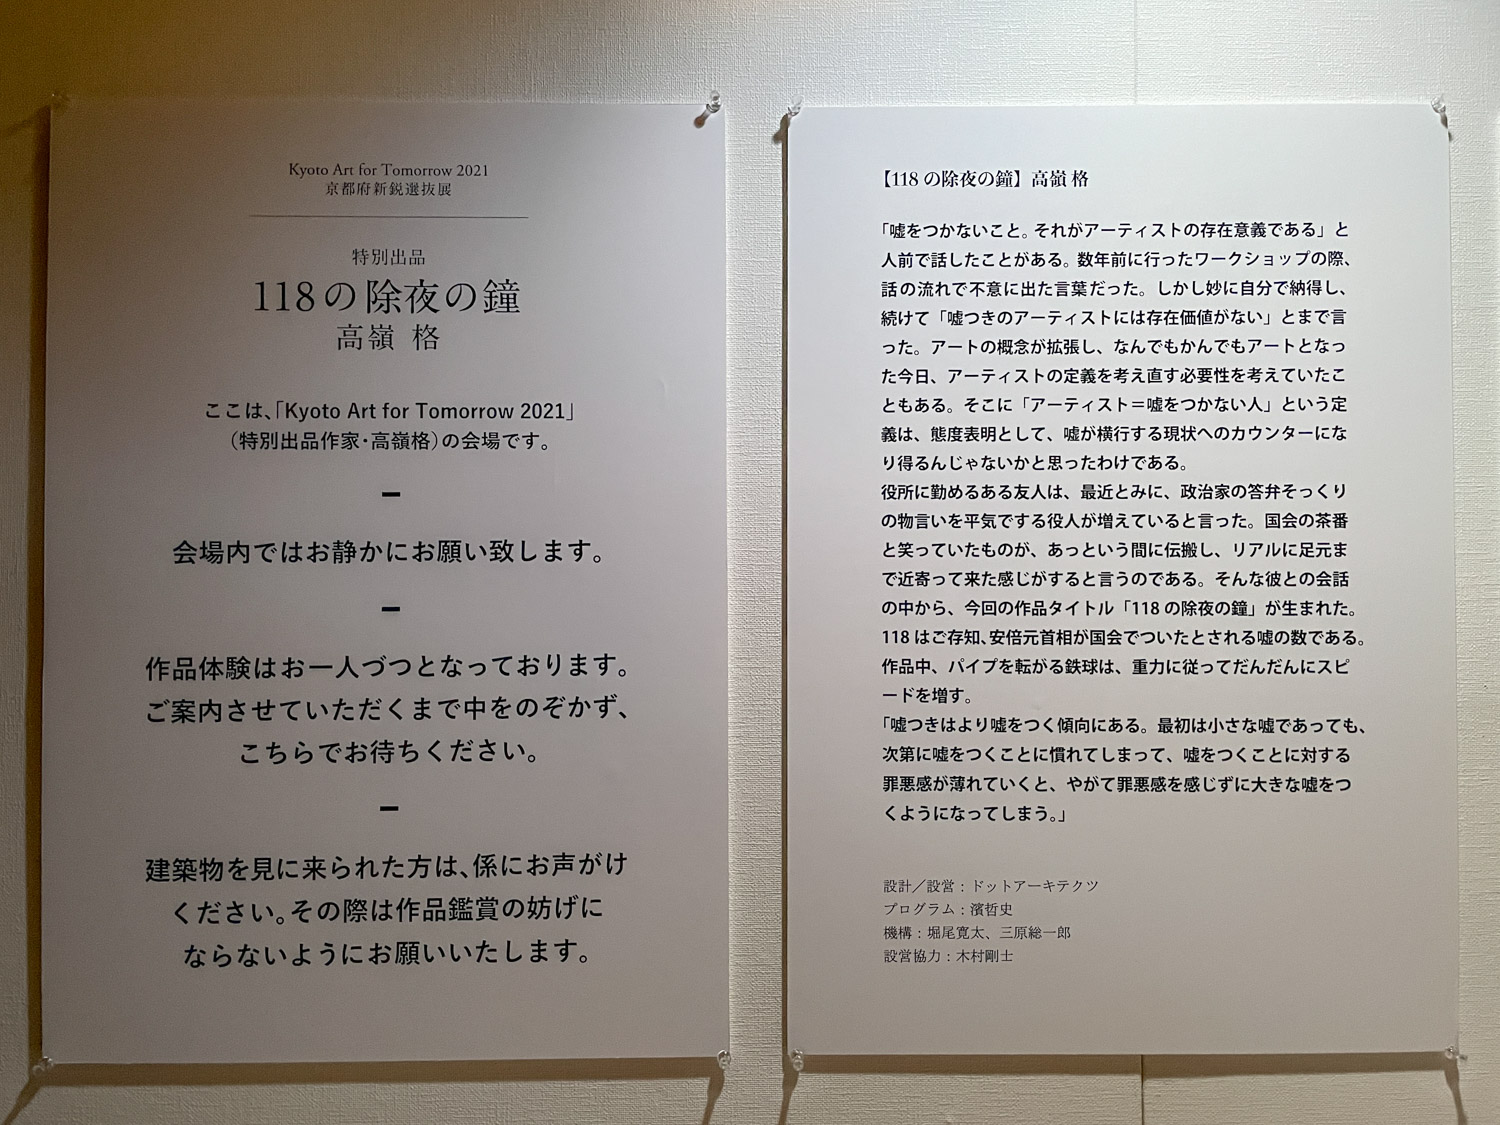 Kyoto Art for Tomorrow 2021
京都府新鋭選抜展
特別出品
118の除夜の鐘
高嶺 格
ここは、「Kyoto Art for Tomorrow 2021」
（特別出品作家・高嶺格）の会場です。
ー
会場内ではお静かにお願い致します。
ー
作品体験はお一人づつとなっております。
ご案内させていただくまで中をのぞかず、
こちらでお待ちください。
ー
建築物を見に来られた方は、係にお声がけ
ください。その際は作品鑑賞の妨げに
ならないようにお願いいたします。
【118の除夜の鐘】高嶺 格
「嘘をつかないこと。それがアーティストの存在意義である」と
人前で話したことがある。数年前に行ったワークショップの際、
話の流れで不意に出た言葉だった。しかし妙に自分で納得し、
続けて「嘘つきのアーティストには存在価値がない」とまで言
った。アートの概念が拡張し、なんでもかんでもアートとなっ
た今日、アーティストの定義を考え直す必要性を考えていたこ
ともある。そこに「アーティスト＝嘘をつかない人」という定
義は、態度表明として、嘘が横行する現状へのカウンターにな
り得るんじゃないかと思ったわけである。
役所に勤めるある友人は、最近とみに、政治家の答弁そっくり
の物言いを平気でする役人が増えていると言った。国会の茶番
と笑っていたものが、あっという間に伝搬し、リアルに足元ま
で近寄って来た感じがすると言うのである。そんな彼との会話
の中から、今回の作品タイトル「118の除夜の鐘」が生まれた。
118はご存知、安倍元首相が国会でついたとされる嘘の数である。
作品中、パイプを転がる鉄球は、重力に従ってだんだんにスピ
ードを増す。
「嘘つきはより嘘をつく傾向にある。最初は小さな嘘であっても、
次第に嘘をつくことに慣れてしまって、嘘をつくことに対する
罪悪感が薄れていくと、やがて罪悪感を感じずに大きな嘘をつ
くようになってしまう。」
設計／設営：ドットアーキテクツ
プログラム：濱哲史
機構：堀尾寛太、三原総一郎
設営協力：木村剛士